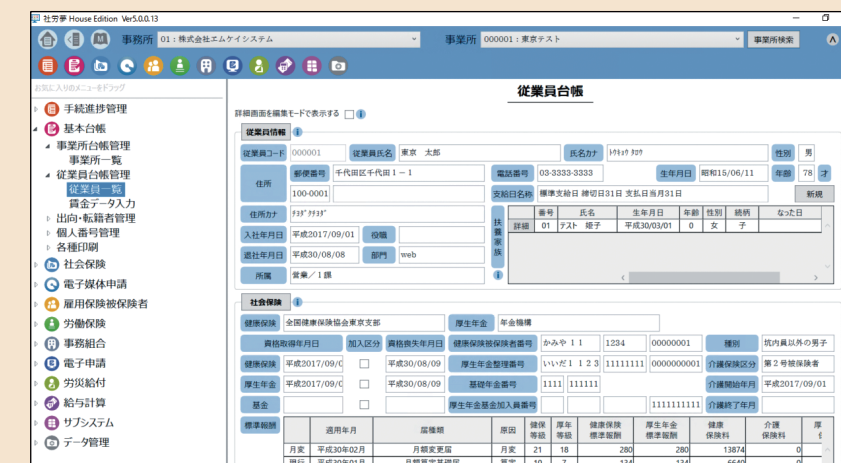 社労夢 House Edition Ver5.0.0.13
事務所 01：株式会社エムケイシステム 事業所 000001：東京テスト 事業所検索
お気に入りのメニューをドラッグ
手続進捗管理
基本台帳
事業所台帳管理
事業所一覧
従業員台帳管理
従業員一覧
賃金データ入力
出向・転籍者管理
個人番号管理
各種印刷
社会保険
電子媒体申請
雇用保険被保険者
労働保険
事務組合
電子申請
労災給付
給与計算
サブシステム
データ管理
従業員台帳
詳細画面を編集モードで表示する
従業員情報
従業員コード 000001 従業員氏名 東京 太郎 氏名カナ ﾄｳｷｮｳ ﾀﾛｳ 性別 男
住所 郵便番号 千代田区千代田１－１ 電話番号 03-3333-3333 生年月日 昭和15/06/11 年齢 78 才
100-0001 支給日名称 標準支給日 締切日31日 支払日当月31日 新規
住所カナ 扶養家族 番号 氏名 生年月日 年齢 性別 続柄 なった日
詳細 01 テスト 姫子 平成30/03/01 0 女 子
入社年月日 平成2017/09/01 役職
退社年月日 平成30/08/08 部門 web
所属 営業／１課
社会保険
健康保険 全国健康保険協会東京支部 厚生年金 年金機構
資格取得年月日 加入区分 資格喪失年月日 健康保険被保険者番号 かみや １１ 1234 00000001 種別 坑内員以外の男子
健康保険 平成2017/09/0 平成30/08/09 厚生年金整理番号 いいだ１ １２３ 11111111 0000000001 介護保険区分 第２号被保険者
厚生年金 平成2017/09/0 平成30/08/09 基礎年金番号 1111 111111 介護開始年月 平成2017/09/01
基金 厚生年金基金加入員番号 1111111111 介護終了年月
標準報酬 適用年月 届種類 原因 健保等級 厚年等級 健康保険標準報酬 厚生年金標準報酬 健康保険料 介護保険料 厚
月変 平成30年02月 月額変更届 月変 21 18 280 280 13874 0
現行 平成30年01月 月額算定基礎届 算定 10 7 134 134 6640 0